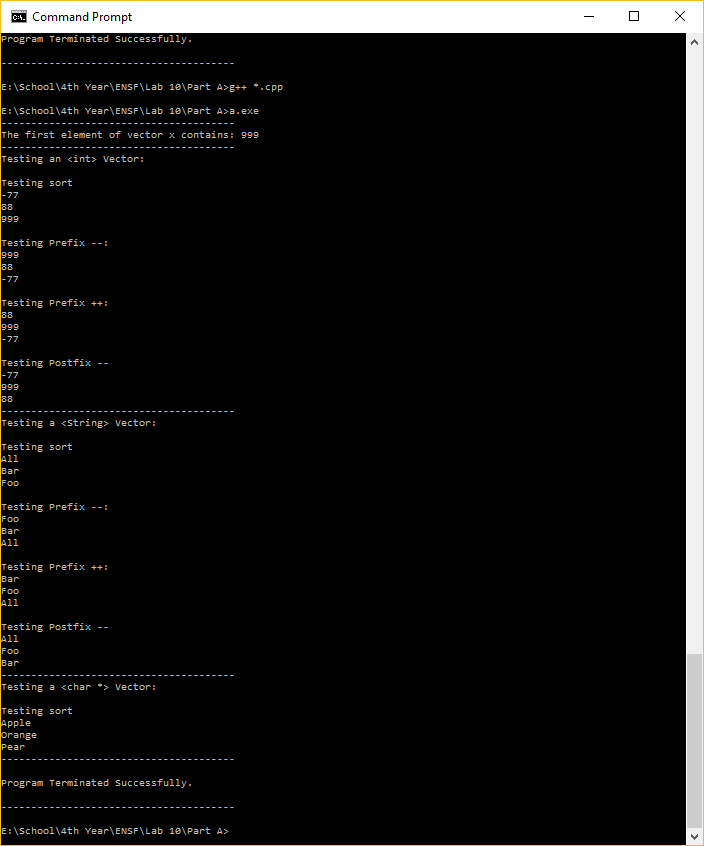 Command Prompt
Program Terminated Successfully.
---------------------------------------
E:\School\4th Year\ENSF\Lab 10\Part A>g++ *.cpp
E:\School\4th Year\ENSF\Lab 10\Part A>a.exe
---------------------------------------
The first element of vector x contains: 999
---------------------------------------
Testing an <int> Vector:
Testing sort
-77
88
999
Testing Prefix --:
999
88
-77
Testing Prefix ++:
88
999
-77
Testing Postfix --
-77
999
88
---------------------------------------
Testing a <String> Vector:
Testing sort
All
Bar
Foo
Testing Prefix --:
Foo
Bar
All
Testing Prefix ++:
Bar
Foo
All
Testing Postfix --
All
Foo
Bar
---------------------------------------
Testing a <char *> Vector:
Testing sort
Apple
Orange
Pear
---------------------------------------
Program Terminated Successfully.
---------------------------------------
E:\School\4th Year\ENSF\Lab 10\Part A>